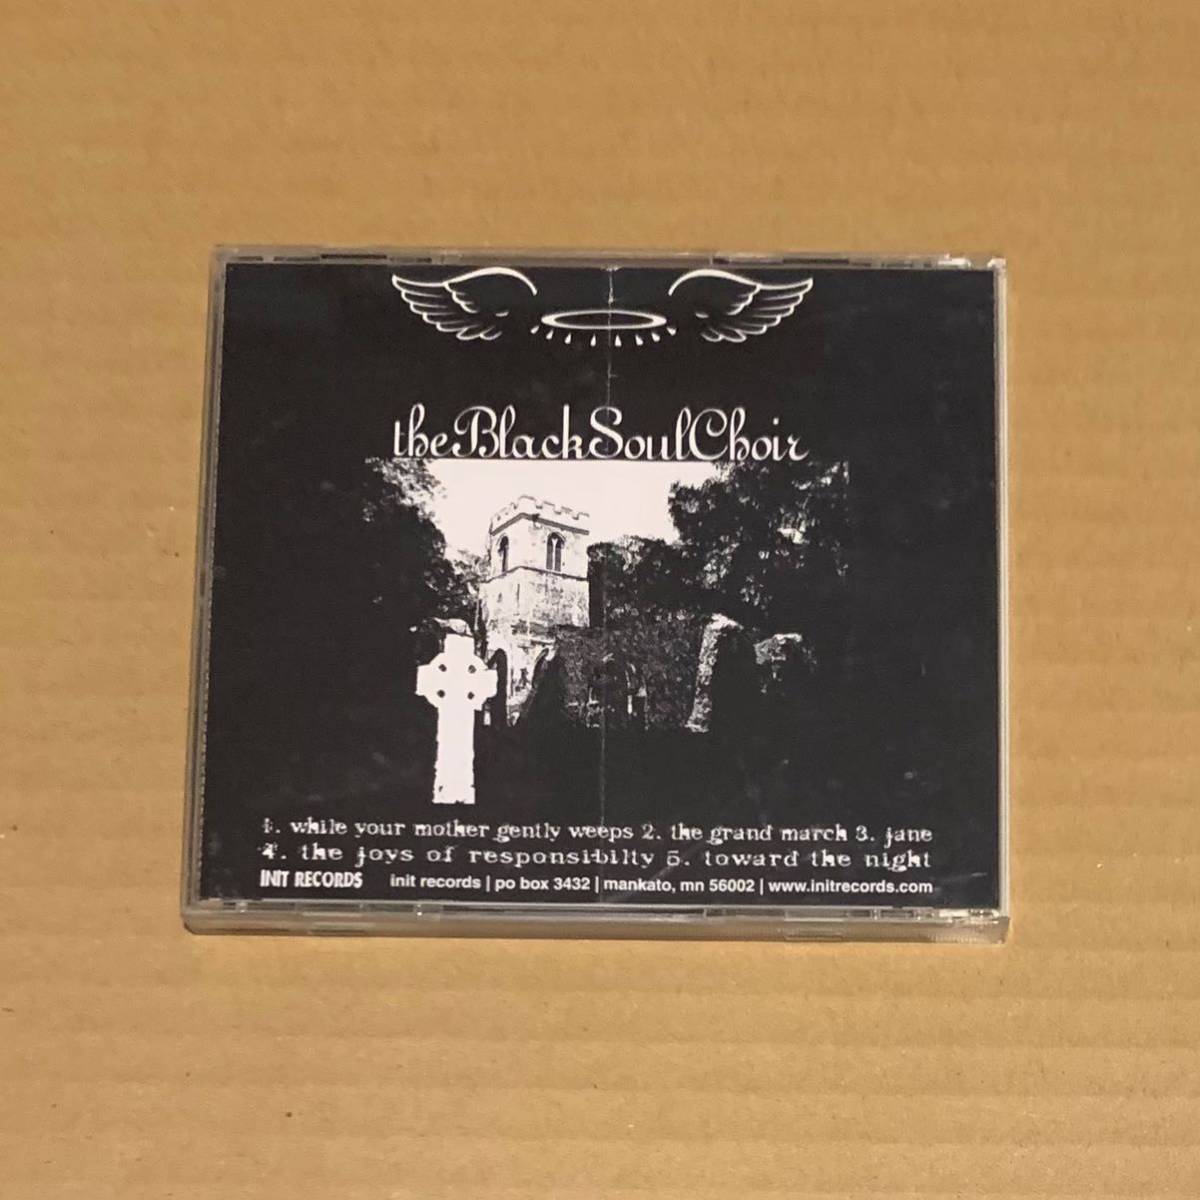 theBlackSoulChoir
1. while your mother gently weeps 2. the grand march 3. jane
4. the joys of responsibilty 5. toward the night
INIT RECORDS init records | po box 3432 | mankato, mn 56002 | www.initrecords.com